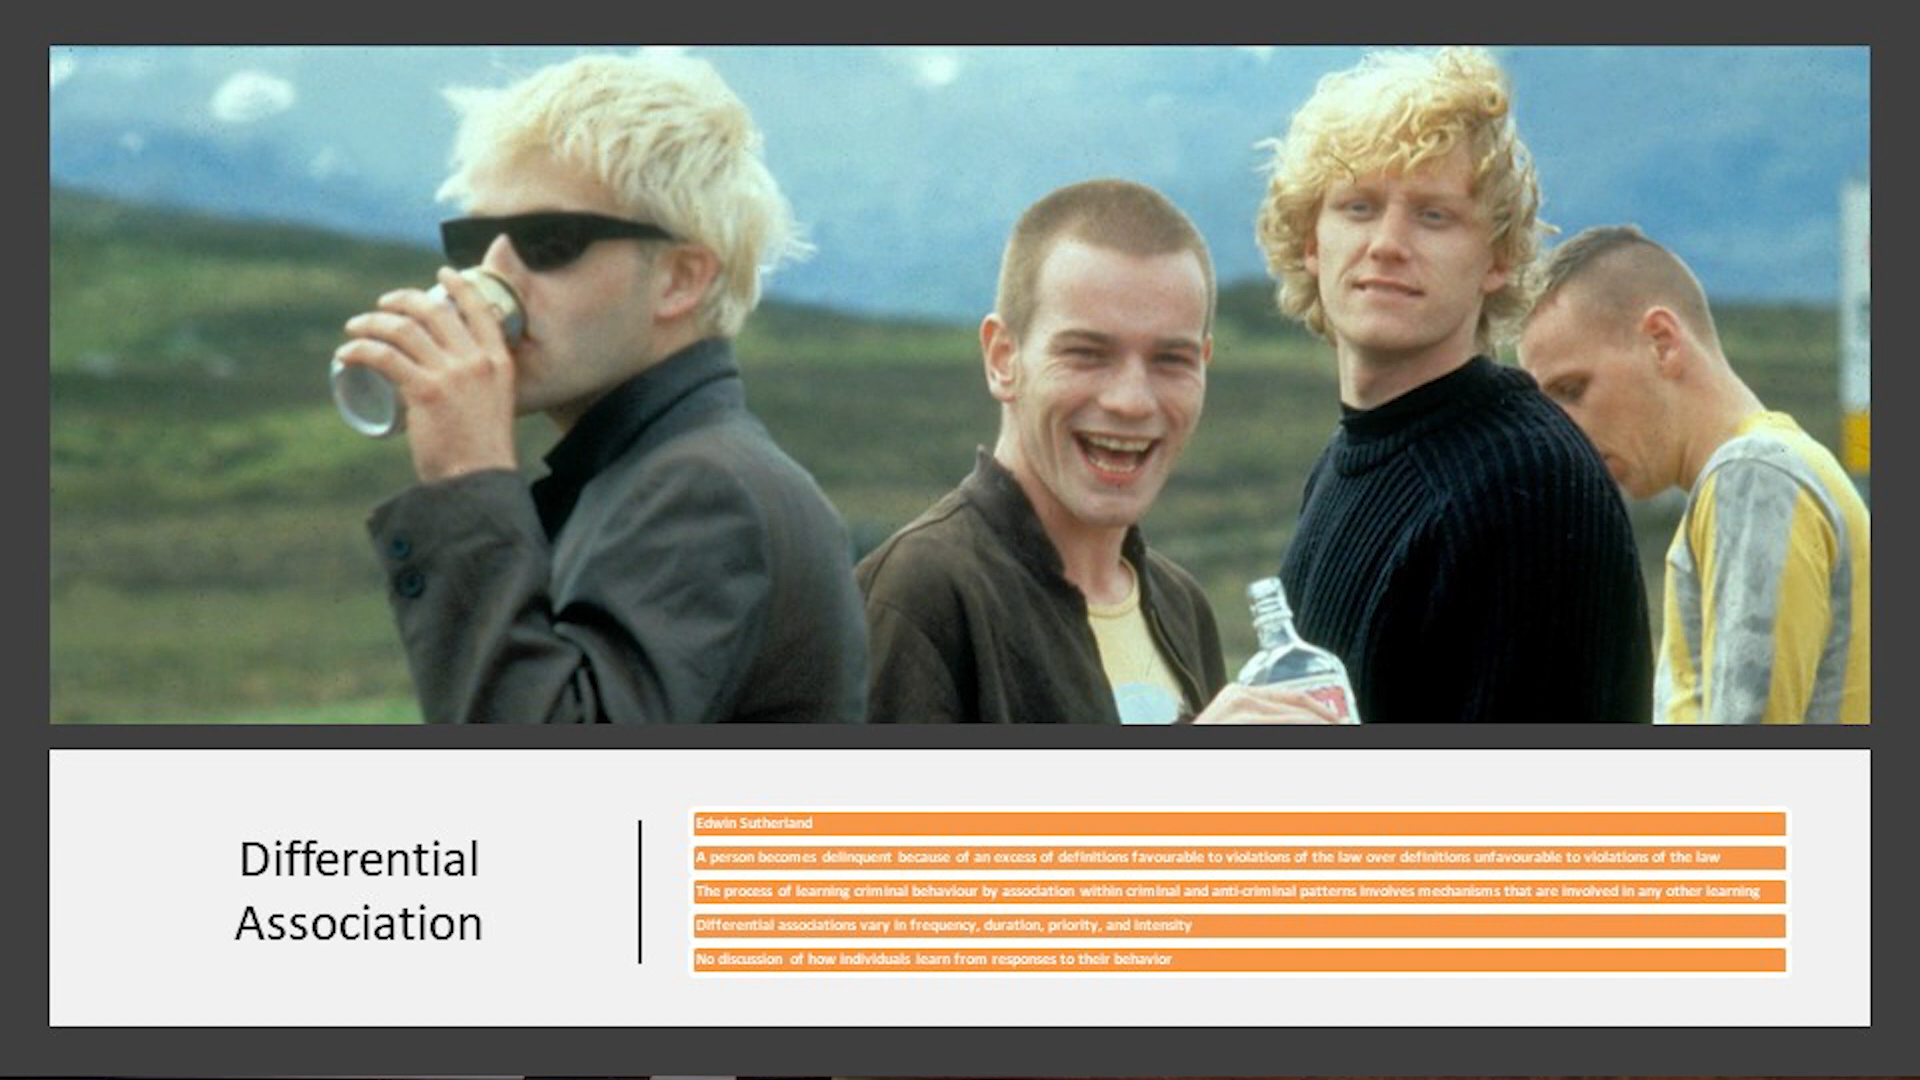 Differential
Association
Edwin Sutherland
A person becomes delinquent because of an excess of definitions favourable to violations of the law over definitions unfavourable to violations of the law
The process of learning criminal behaviour by association within criminal and anti-criminal patterns involves mechanisms that are involved in any other learning
Differential associations vary in frequency, duration, priority, and intensity
No discussion of how individuals learn from responses to their behavior